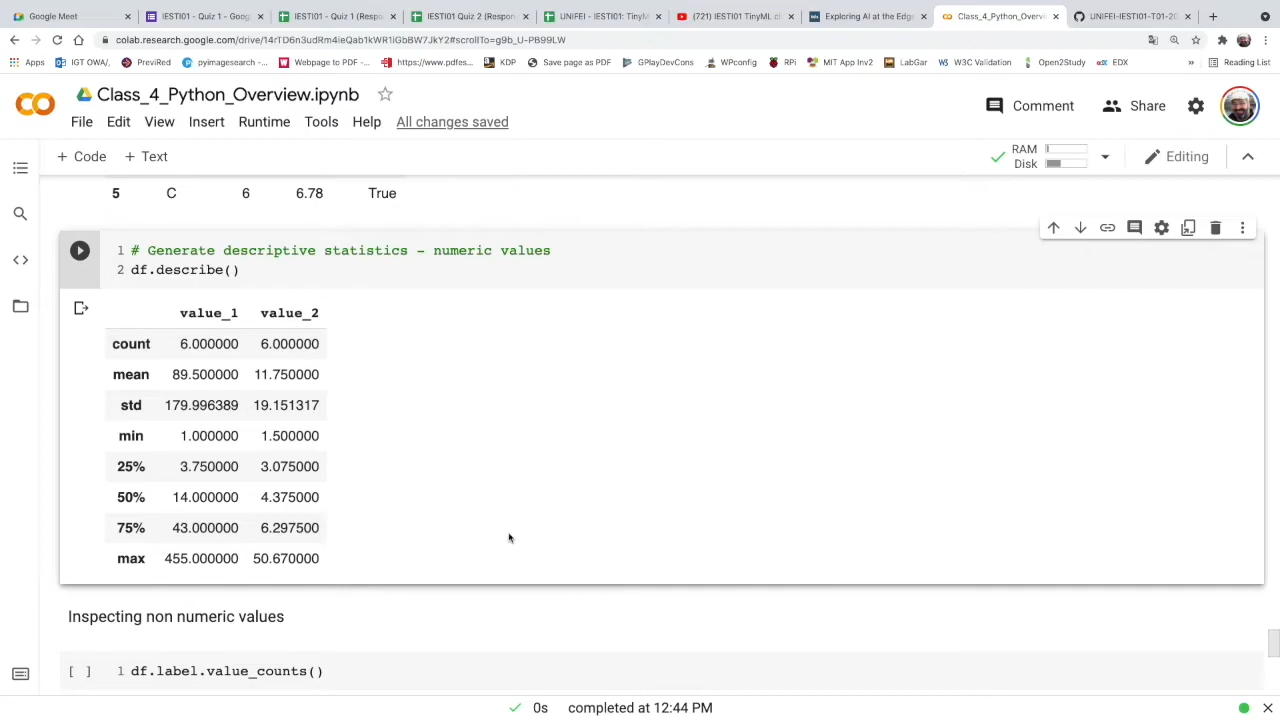 Google Meet
IESTI01 - Quiz 1 - Goog
IESTI01 - Quiz 1 (Respo
IESTI01 Quiz 2 (Respon
UNIFEI - IESTI01: TinyM
(721) IESTI01 TinyML cl
Exploring AI at the Edge
Class_4_Python_Overvie
UNIFEI-IESTI01-T01-20
colab.research.google.com/drive/14rTD6n3udRm4ieQab1kWR1iGbBW7JkY2#scrollTo=g9b_U-PB99LW
Apps
IGT OWA/,
PreviRed
pyimagesearch -...
Webpage to PDF -...
https://www.pdfes...
KDP
Save page as PDF
GPlayDevCons
WPconfig
RPi
MIT App Inv2
LabGar
W3C Validation
Open2Study
EDX
»
Reading List
Class_4_Python_Overview.ipynb
Comment
Share
File Edit View Insert Runtime Tools Help All changes saved
+ Code + Text
RAM
Disk
Editing
5 C 6 6.78 True
1 # Generate descriptive statistics - numeric values
2 df.describe()
value_1 value_2
count 6.000000 6.000000
mean 89.500000 11.750000
std 179.996389 19.151317
min 1.000000 1.500000
25% 3.750000 3.075000
50% 14.000000 4.375000
75% 43.000000 6.297500
max 455.000000 50.670000
Inspecting non numeric values
[ ] 1 df.label.value_counts()
0s completed at 12:44 PM